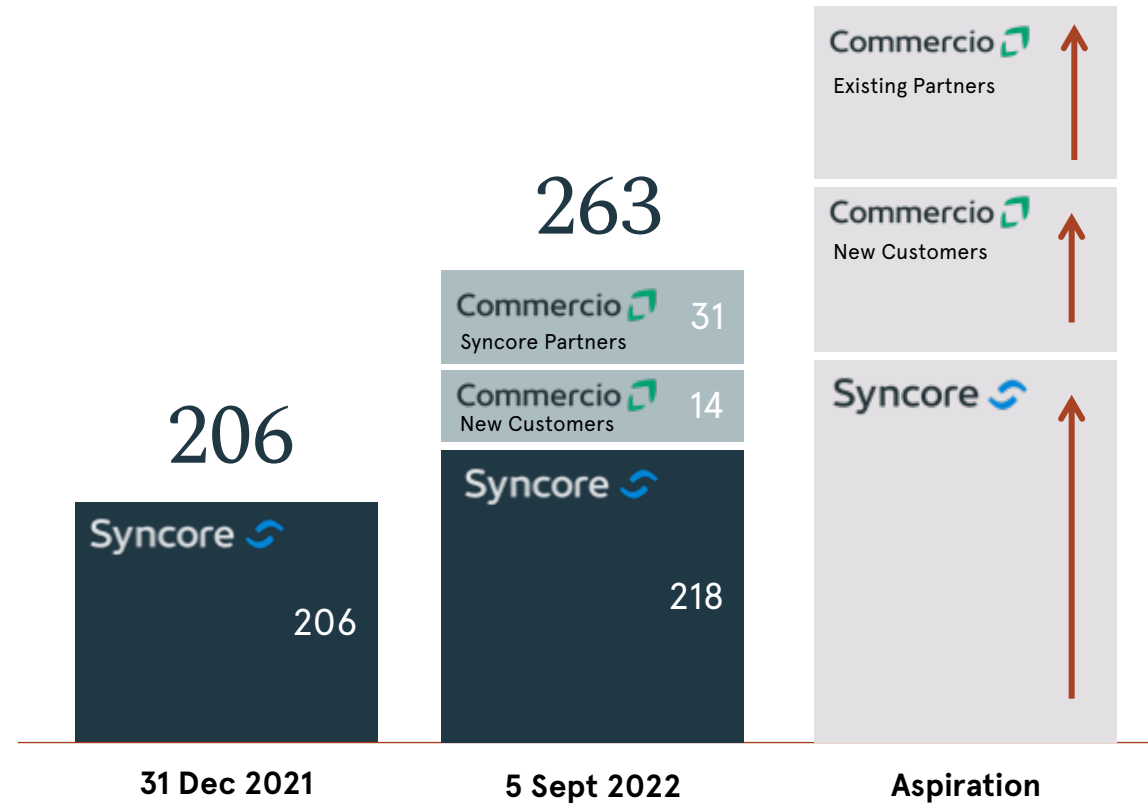 206
Syncore
206
31 Dec 2021
263
Commercio
Syncore Partners
31
Commercio
New Customers
14
Syncore
218
5 Sept 2022
Commercio
Existing Partners
Commercio
New Customers
Syncore
Aspiration